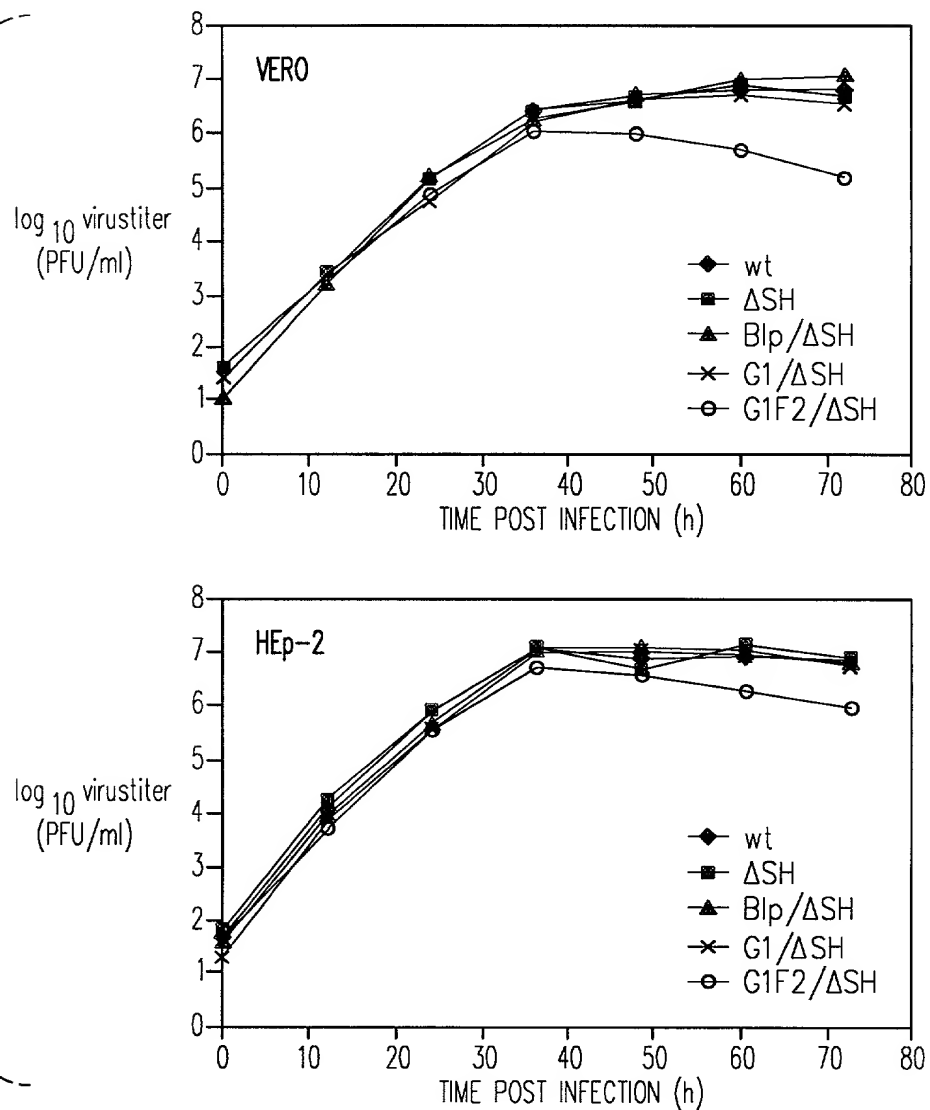 VERO
log 10 virustiter
(PFU/ml)
8
7
6
5
4
3
2
1
0
0 10 20 30 40 50 60 70 80
TIME POST INFECTION (h)
wt
ΔSH
Blp/ΔSH
G1/ΔSH
G1F2/ΔSH
HEp-2
log 10 virustiter
(PFU/ml)
8
7
6
5
4
3
2
1
0
0 10 20 30 40 50 60 70 80
TIME POST INFECTION (h)
wt
ΔSH
Blp/ΔSH
G1/ΔSH
G1F2/ΔSH